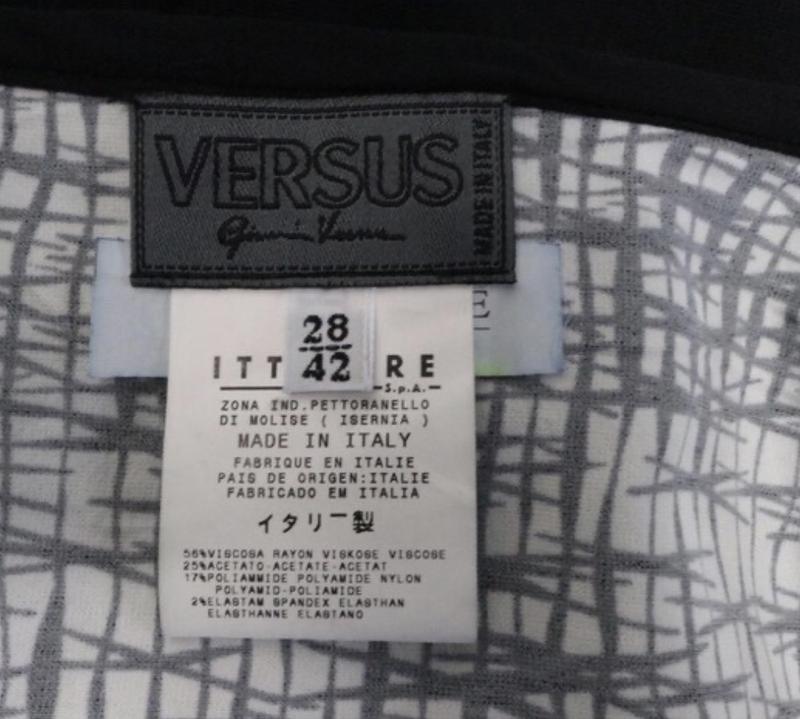 VERSUS
Gianni Versace
MADE IN ITALY
E
28
42
ITT RE
S.p.A.
ZONA IND.PETTORANELLO
DI MOLISE ( ISERNIA )
MADE IN ITALY
FABRIQUE EN ITALIE
PAIS DE ORIGEN:ITALIE
FABRICADO EM ITALIA
イタリー製
56%VISCOSA RAYON VISKOSE VISCOSE
25%ACETATO-ACETATE-ACETAT
17%POLIAMMIDE POLYAMIDE NYLON
POLYAMID-POLIAMIDE
2%ELASTAM SPANDEX ELASTHAN
ELASTHANNE ELASTANO